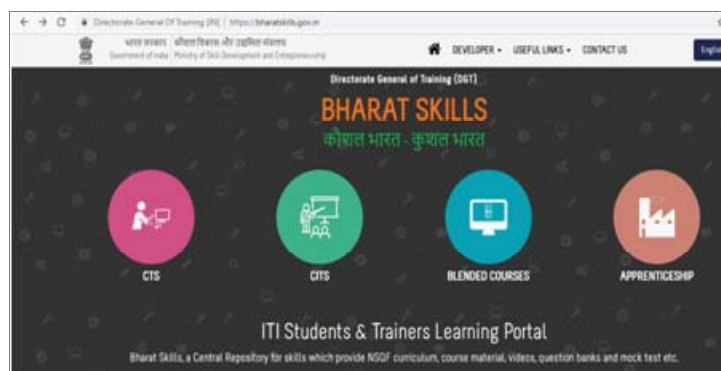 Directorate General Of Training [IN] | https://bharatskills.gov.in
भारत सरकार | कौशल विकास और उद्यमिता मंत्रालय
Government of India | Ministry of Skill Development and Entrepreneurship
DEVELOPER USEFUL LINKS CONTACT US English
Directorate General of Training (DGT)
BHARAT SKILLS
कौशल भारत - कुशल भारत
CTS CITS BLENDED COURSES APPRENTICESHIP
ITI Students & Trainers Learning Portal
Bharat Skills, a Central Repository for skills which provide NSQF curriculum, course material, videos, question banks and mock test etc.